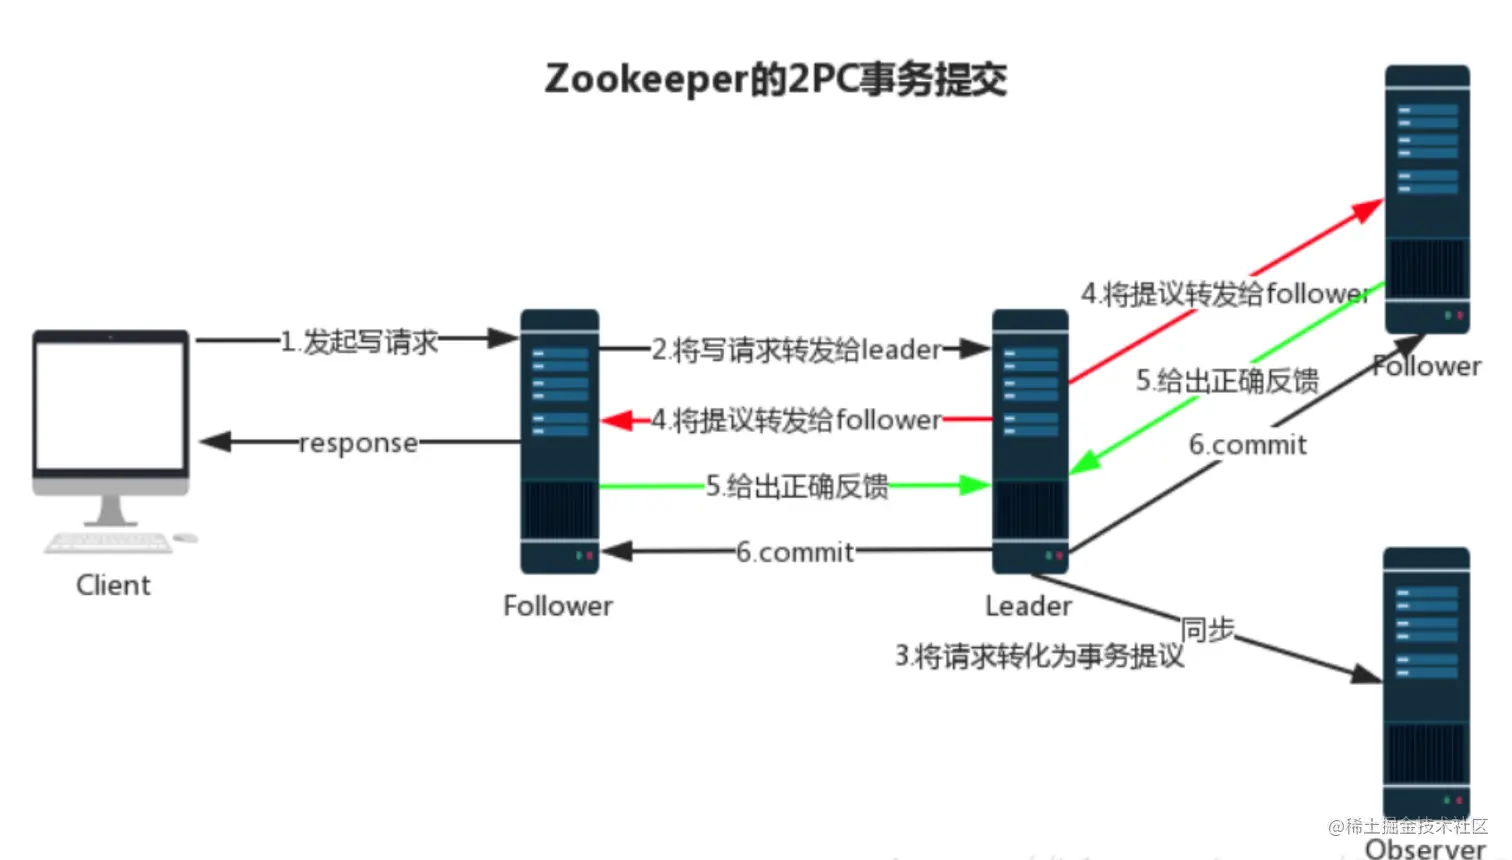 Zookeeper的2PC事务提交
1.发起写请求
2.将写请求转发给leader
4.将提议转发给follower
response
5.给出正确反馈
6.commit
4.将提议转发给follower
5.给出正确反馈
6.commit
Follower
Client
Follower
Leader
同步
3.将请求转化为事务提议
@稀土掘金技术社区
Observer